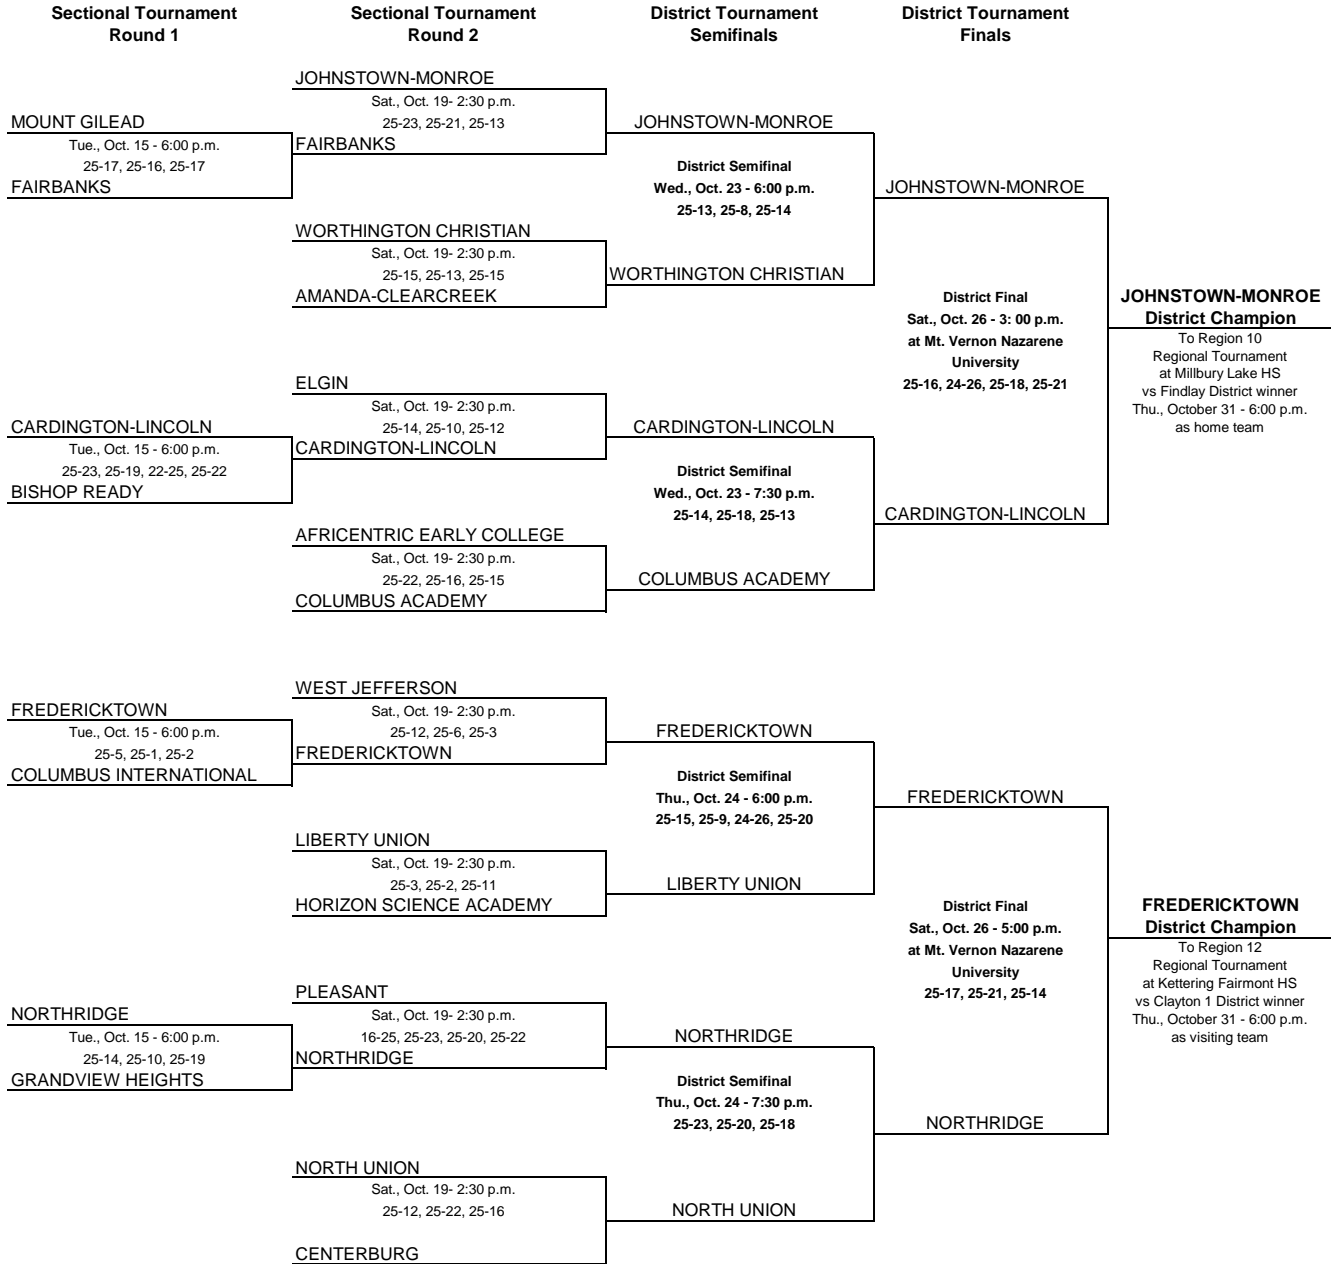 Sectional Tournament
Round 1
Sectional Tournament
Round 2
District Tournament
Semifinals
District Tournament
Finals
JOHNSTOWN-MONROE
Sat., Oct. 19- 2:30 p.m.
25-23, 25-21, 25-13
FAIRBANKS
MOUNT GILEAD
Tue., Oct. 15 - 6:00 p.m.
25-17, 25-16, 25-17
FAIRBANKS
JOHNSTOWN-MONROE
District Semifinal
Wed., Oct. 23 - 6:00 p.m.
25-13, 25-8, 25-14
WORTHINGTON CHRISTIAN
JOHNSTOWN-MONROE
WORTHINGTON CHRISTIAN
Sat., Oct. 19- 2:30 p.m.
25-15, 25-13, 25-15
AMANDA-CLEARCREEK
District Final
Sat., Oct. 26 - 3: 00 p.m.
at Mt. Vernon Nazarene
University
25-16, 24-26, 25-18, 25-21
JOHNSTOWN-MONROE
District Champion
To Region 10
Regional Tournament
at Millbury Lake HS
vs Findlay District winner
Thu., October 31 - 6:00 p.m.
as home team
ELGIN
Sat., Oct. 19- 2:30 p.m.
25-14, 25-10, 25-12
CARDINGTON-LINCOLN
CARDINGTON-LINCOLN
Tue., Oct. 15 - 6:00 p.m.
25-23, 25-19, 22-25, 25-22
BISHOP READY
CARDINGTON-LINCOLN
District Semifinal
Wed., Oct. 23 - 7:30 p.m.
25-14, 25-18, 25-13
COLUMBUS ACADEMY
CARDINGTON-LINCOLN
AFRICENTRIC EARLY COLLEGE
Sat., Oct. 19- 2:30 p.m.
25-22, 25-16, 25-15
COLUMBUS ACADEMY
WEST JEFFERSON
Sat., Oct. 19- 2:30 p.m.
25-12, 25-6, 25-3
FREDERICKTOWN
FREDERICKTOWN
Tue., Oct. 15 - 6:00 p.m.
25-5, 25-1, 25-2
COLUMBUS INTERNATIONAL
FREDERICKTOWN
District Semifinal
Thu., Oct. 24 - 6:00 p.m.
25-15, 25-9, 24-26, 25-20
LIBERTY UNION
FREDERICKTOWN
LIBERTY UNION
Sat., Oct. 19- 2:30 p.m.
25-3, 25-2, 25-11
HORIZON SCIENCE ACADEMY
District Final
Sat., Oct. 26 - 5:00 p.m.
at Mt. Vernon Nazarene
University
25-17, 25-21, 25-14
FREDERICKTOWN
District Champion
To Region 12
Regional Tournament
at Kettering Fairmont HS
vs Clayton 1 District winner
Thu., October 31 - 6:00 p.m.
as visiting team
PLEASANT
Sat., Oct. 19- 2:30 p.m.
16-25, 25-23, 25-20, 25-22
NORTHRIDGE
NORTHRIDGE
Tue., Oct. 15 - 6:00 p.m.
25-14, 25-10, 25-19
GRANDVIEW HEIGHTS
NORTHRIDGE
District Semifinal
Thu., Oct. 24 - 7:30 p.m.
25-23, 25-20, 25-18
NORTH UNION
NORTHRIDGE
NORTH UNION
Sat., Oct. 19- 2:30 p.m.
25-12, 25-22, 25-16
CENTERBURG